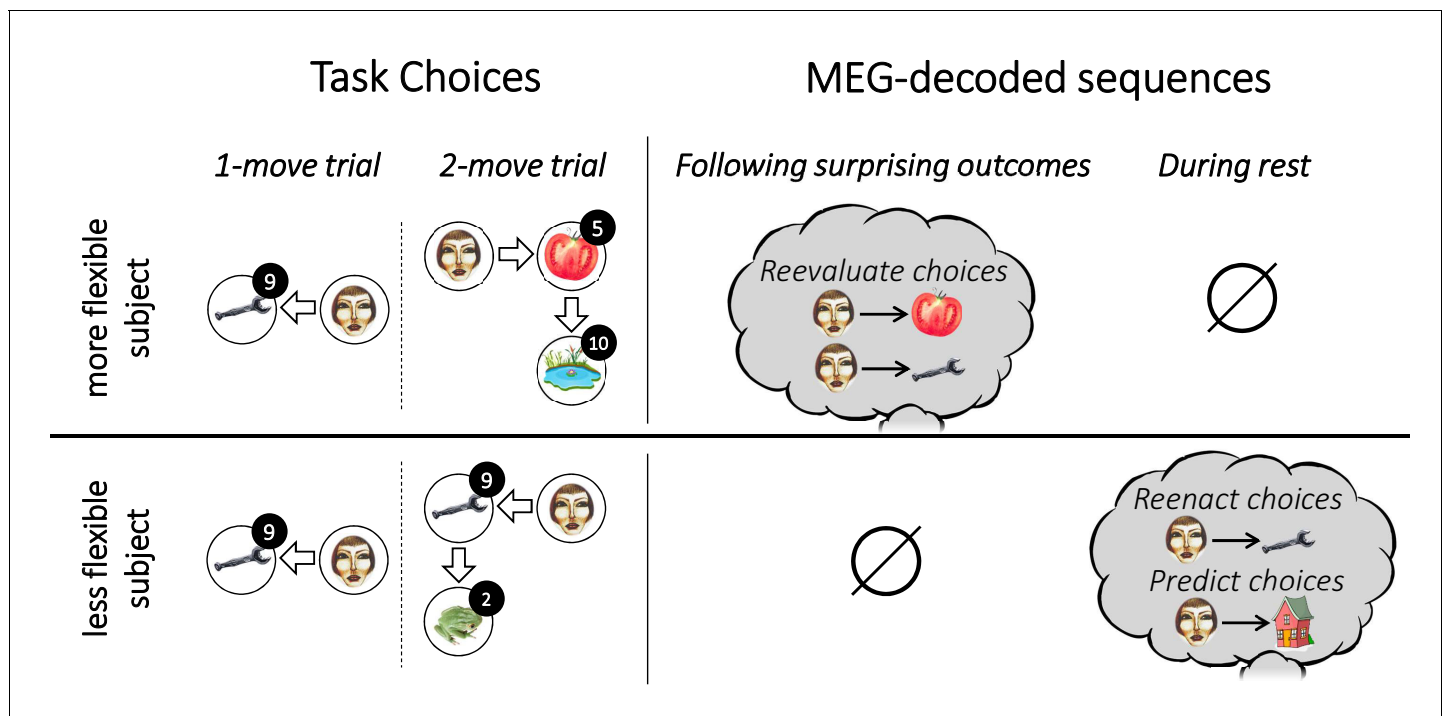 Task Choices
MEG-decoded sequences
1-move trial
2-move trial
Following surprising outcomes
During rest
more flexible
subject
9
5
10
Reevaluate choices
less flexible
subject
9
9
2
Reenact choices
Predict choices